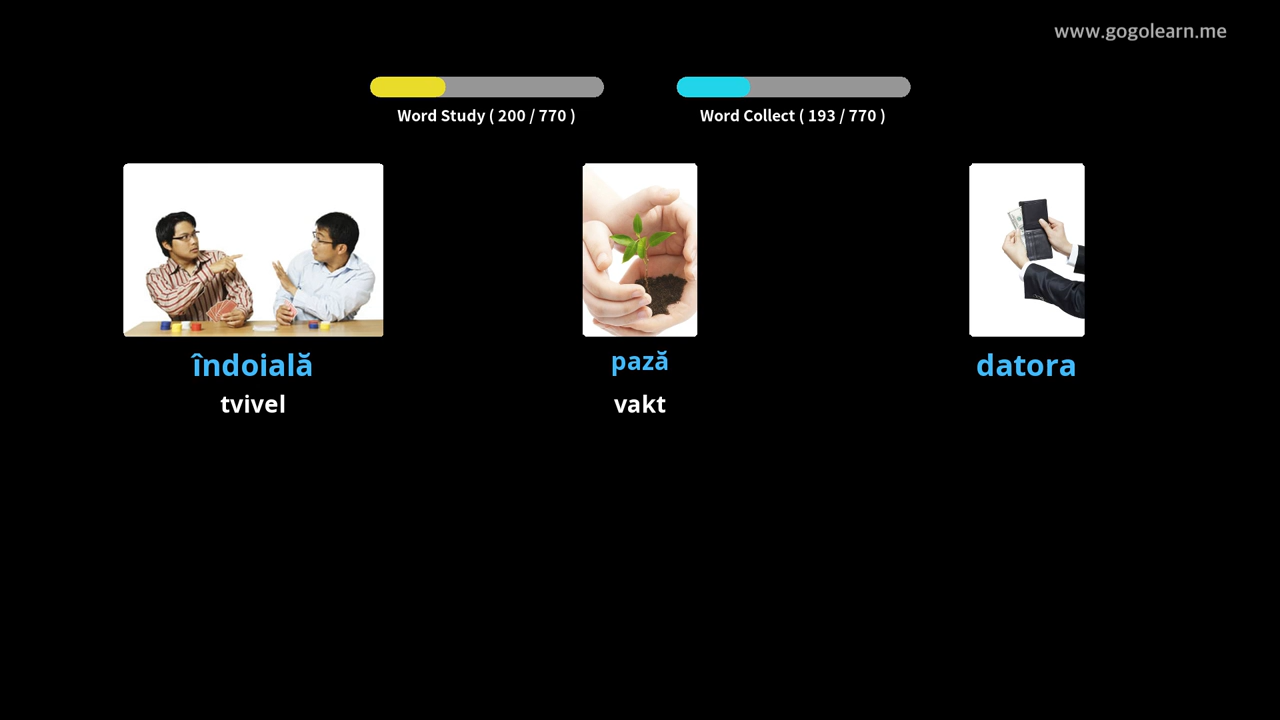 www.gogolearn.me
Word Study ( 200 / 770 )
Word Collect ( 193 / 770 )
îndoială
tvivel
pază
vakt
datora